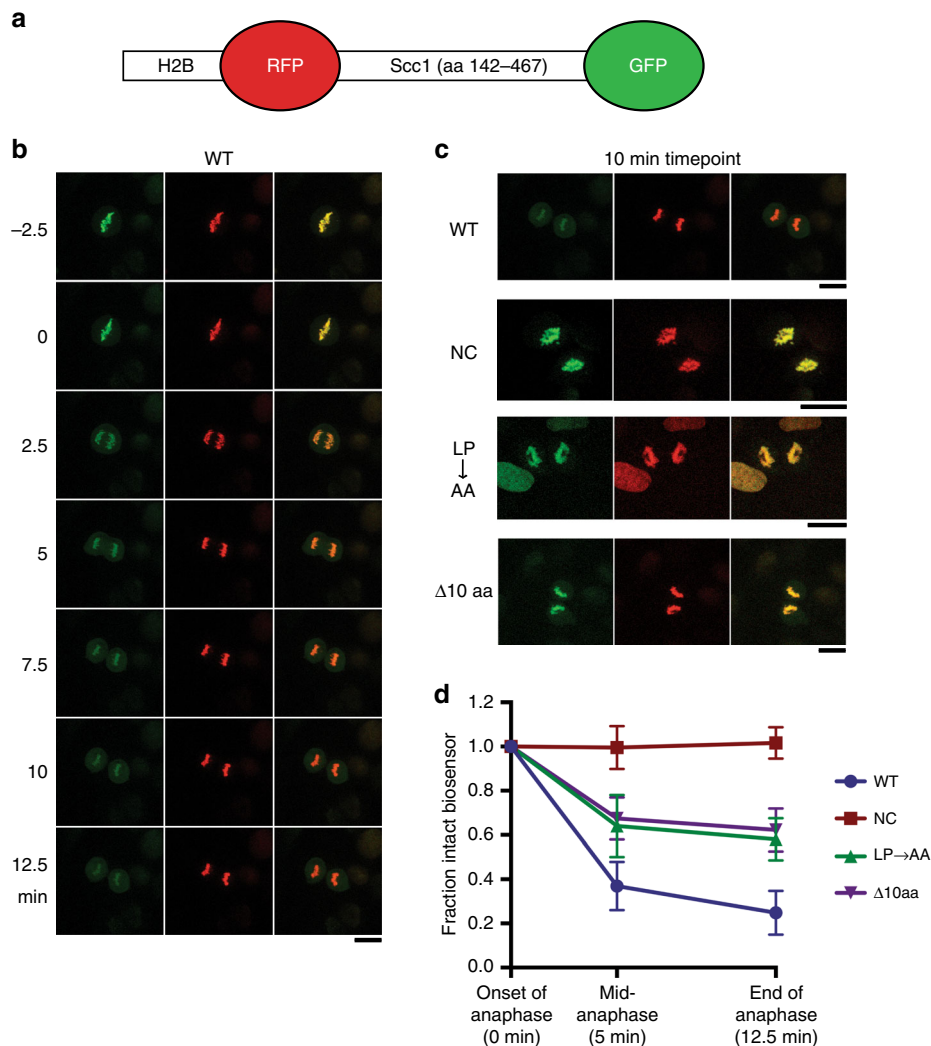 a
H2B
RFP
Scc1 (aa 142–467)
GFP
b
WT
–2.5
0
2.5
5
7.5
10
12.5
min
c
10 min timepoint
WT
NC
LP
↓
AA
Δ10 aa
d
Fraction intact biosensor
1.2
1.0
0.8
0.6
0.4
0.2
0.0
Onset of
anaphase
(0 min)
Mid-
anaphase
(5 min)
End of
anaphase
(12.5 min)
WT
NC
LP→AA
Δ10aa